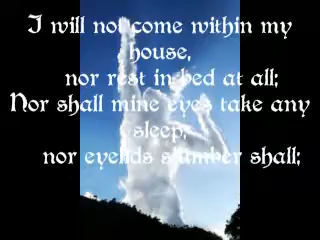 I will not come within my
house,
nor rest in bed at all;
Nor shall mine eyes take any
sleep,
nor eyelids slumber shall;